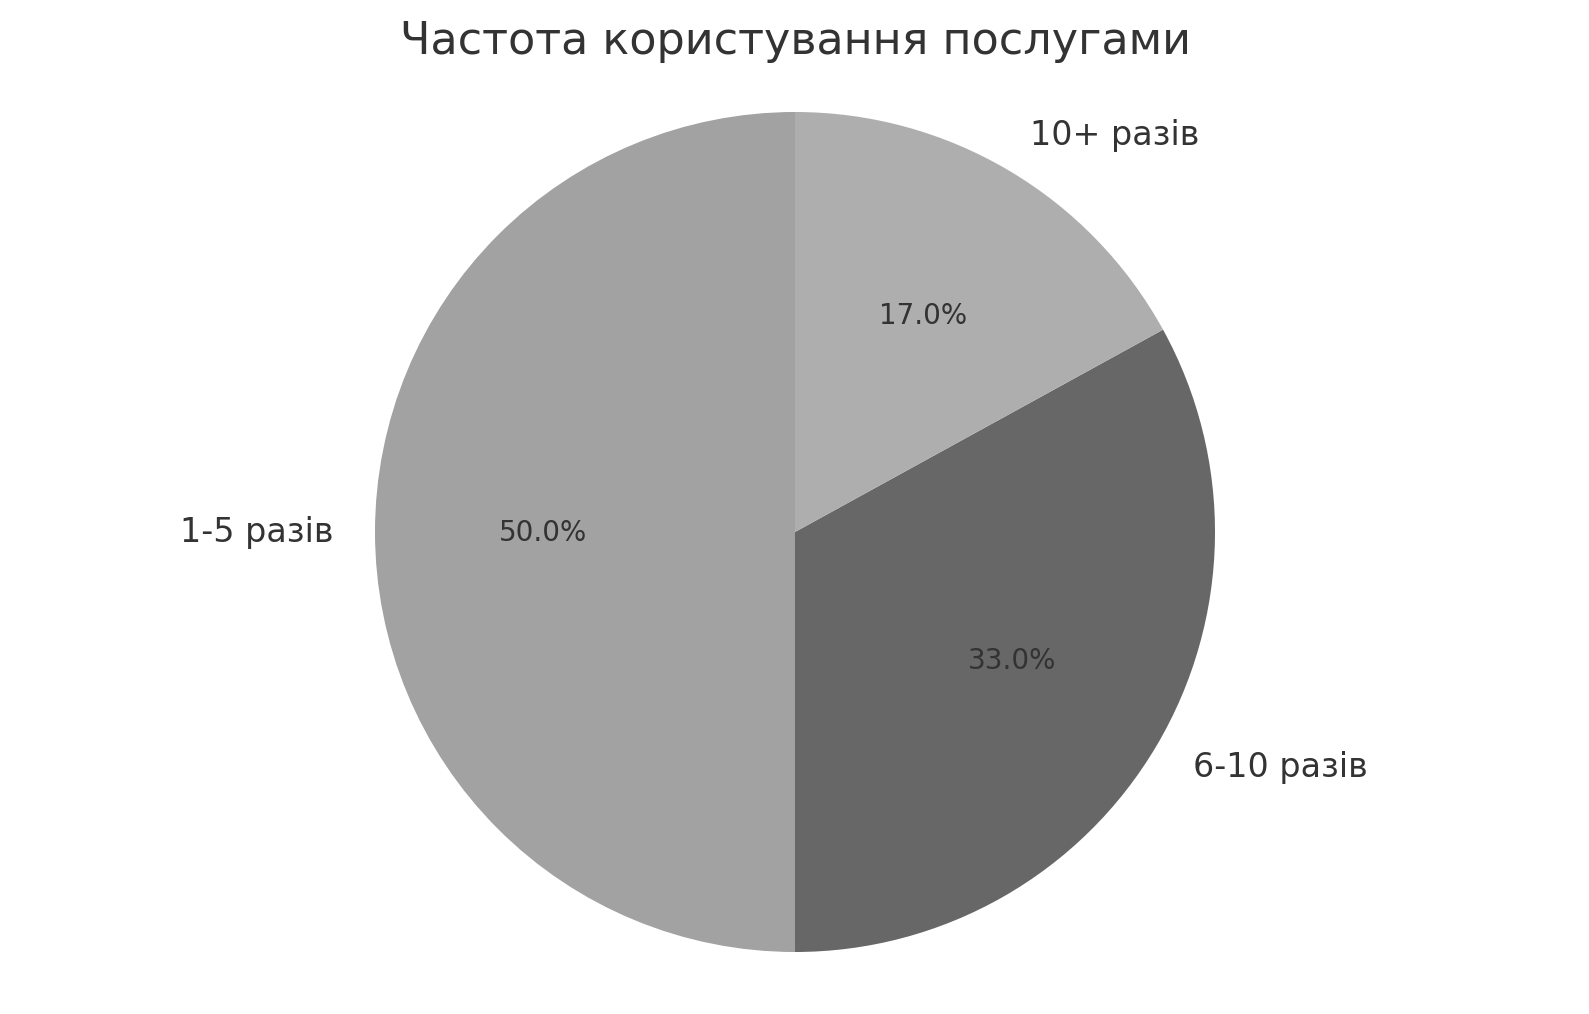 Частота користування послугами
10+ разів
17.0%
1-5 разів
50.0%
33.0%
6-10 разів